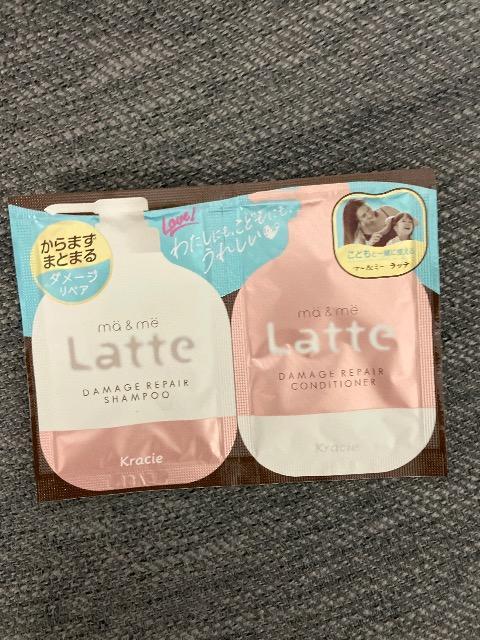 からまず
まとまる
ダメージ
リペア
Love!
わたしにも、こどもにも、
うれしい
こどもと一緒に使える
マー&ミー ラッテ
mä & më
Latte
DAMAGE REPAIR
SHAMPOO
Kracie
mä & më
Latte
DAMAGE REPAIR
CONDITIONER
Kracie